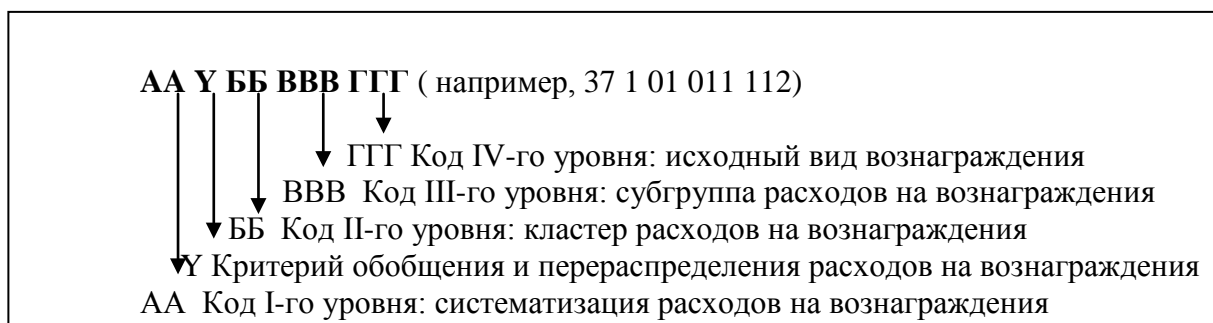 АА Y ББ ВВВ ГГГ ( например, 37 1 01 011 112)
ГГГ Код IV-го уровня: исходный вид вознаграждения
ВВВ Код III-го уровня: субгруппа расходов на вознаграждения
ББ Код II-го уровня: кластер расходов на вознаграждения
Y Критерий обобщения и перераспределения расходов на вознаграждения
АА Код I-го уровня: систематизация расходов на вознаграждения